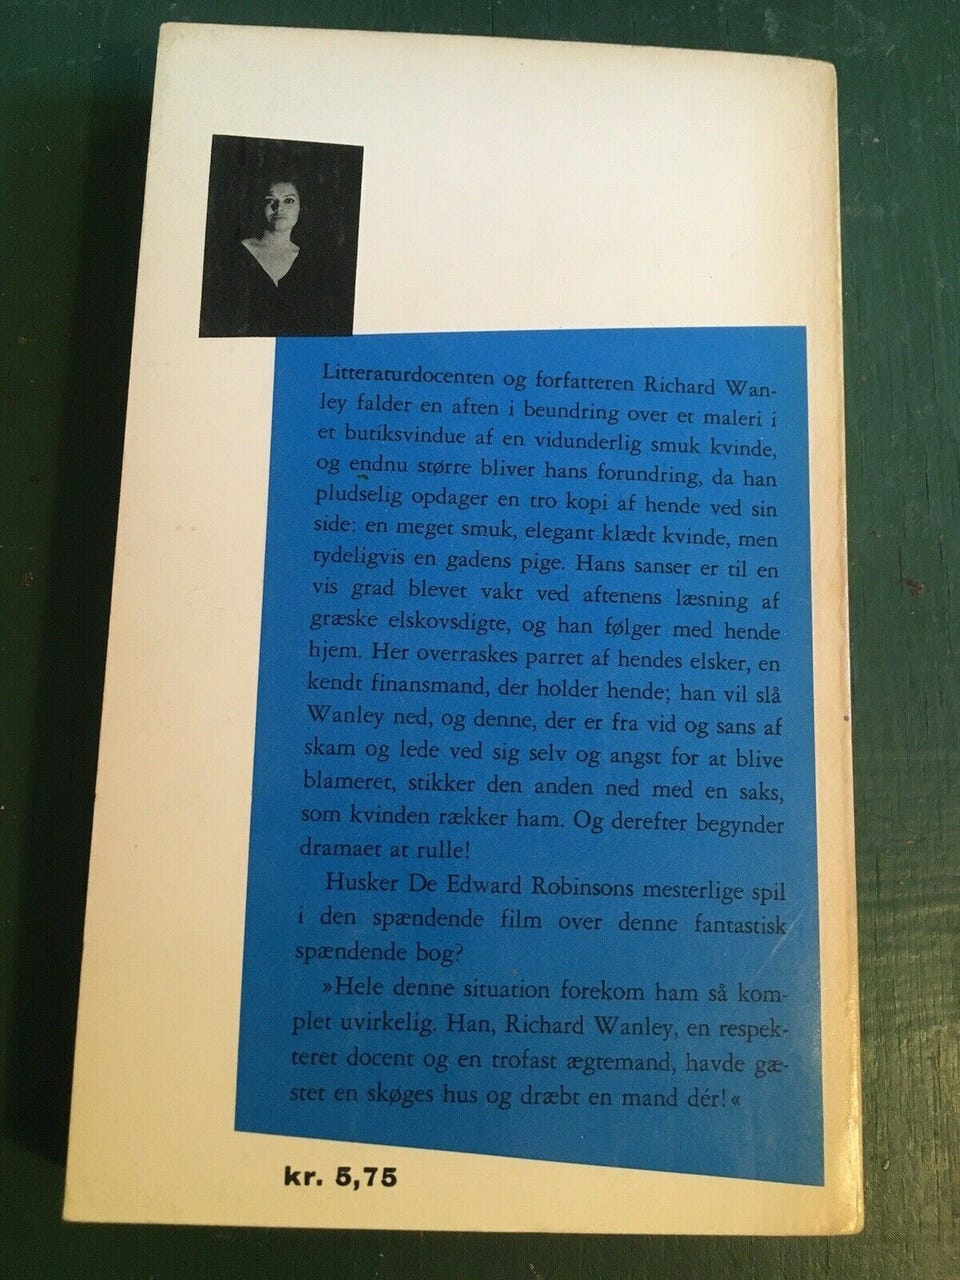 Litteraturdocenten og forfatteren Richard Wan-
ley falder en aften i beundring over et maleri i
et butiksvindue af en vidunderlig smuk kvinde,
og endnu større bliver hans forundring, da han
pludselig opdager en tro kopi af hende ved sin
side: en meget smuk, elegant klædt kvinde, men
tydeligvis en gadens pige. Hans sanser er til en
vis grad blevet vakt ved aftenens læsning af
græske elskovsdigte, og han følger med hende
hjem. Her overraskes parret af hendes elsker, en
kendt finansmand, der holder hende; han vil slå
Wanley ned, og denne, der er fra vid og sans af
skam og lede ved sig selv og angst for at blive
blameret, stikker den anden ned med en saks,
som kvinden rækker ham. Og derefter begynder
dramaet at rulle!
Husker De Edward Robinsons mesterlige spil
i den spændende film over denne fantastisk
spændende bog?
»Hele denne situation forekom ham så kom-
plet uvirkelig. Han, Richard Wanley, en respek-
teret docent og en trofast ægtemand, havde gæ-
stet en skøges hus og dræbt en mand dér!«
kr. 5,75